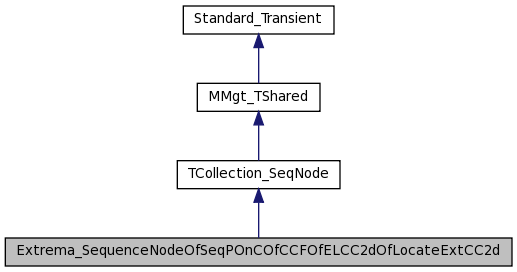 Standard_Transient
MMgt_TShared
TCollection_SeqNode
Extrema_SequenceNodeOfSeqPOnCOfCCFOfELCC2dOfLocateExtCC2d